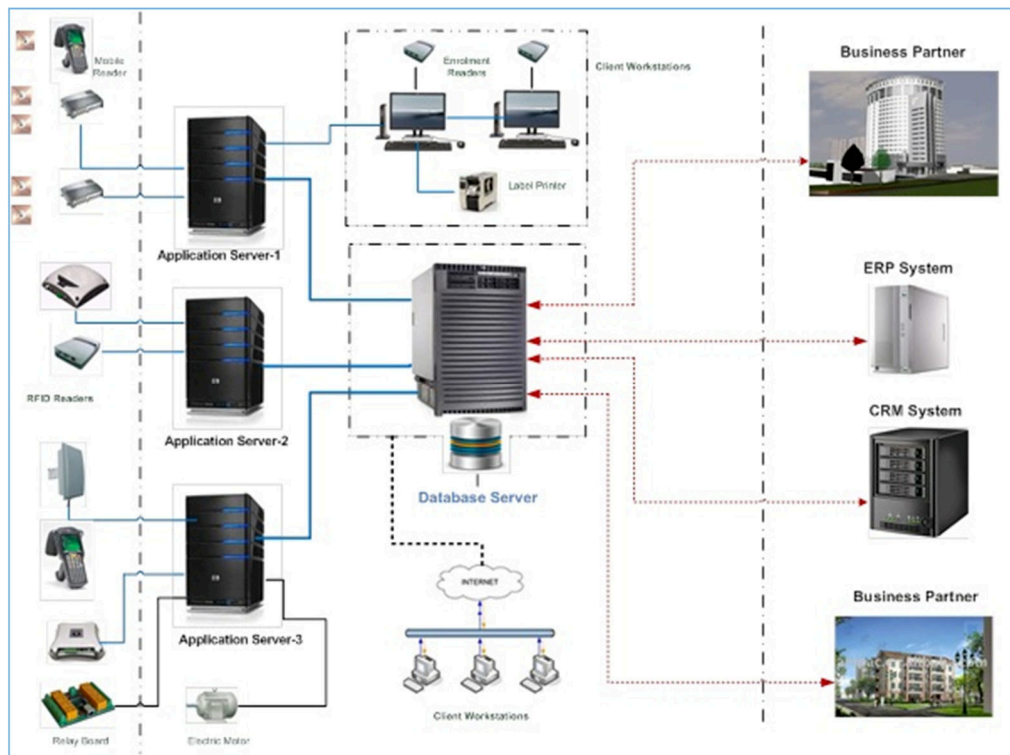 Mobile
Reader
Enrolment
Readers
Client Workstations
Label Printer
Business Partner
Application Server-1
ERP System
RFID Readers
Application Server-2
CRM System
Database Server
INTERNET
Application Server-3
Business Partner
Client Workstations
Relay Board
Electric Motor